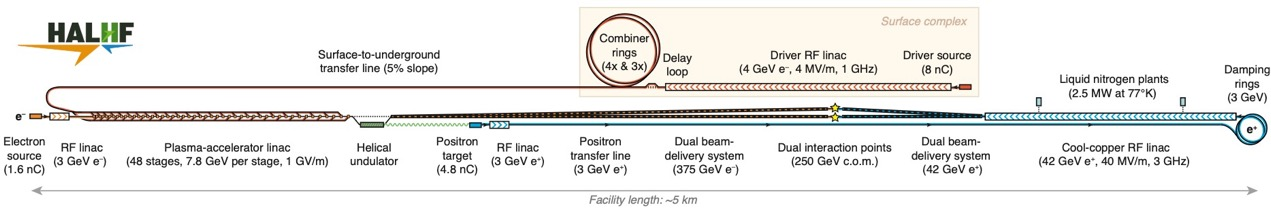 HALHF
Surface complex
Combiner
rings
(4x & 3x)
Delay
loop
Driver RF linac
(4 GeV e⁻, 4 MV/m, 1 GHz)
Driver source
(8 nC)
Surface-to-underground
transfer line (5% slope)
Liquid nitrogen plants
(2.5 MW at 77°K)
Damping
rings
(3 GeV)
e⁻
e⁺
Electron
source
(1.6 nC)
RF linac
(3 GeV e⁻)
Plasma-accelerator linac
(48 stages, 7.8 GeV per stage, 1 GV/m)
Helical
undulator
Positron
target
(4.8 nC)
RF linac
(3 GeV e⁺)
Positron
transfer line
(3 GeV e⁺)
Dual beam-
delivery system
(375 GeV e⁻)
Dual interaction points
(250 GeV c.o.m.)
Dual beam-
delivery system
(42 GeV e⁺)
Cool-copper RF linac
(42 GeV e⁺, 40 MV/m, 3 GHz)
Facility length: ~5 km